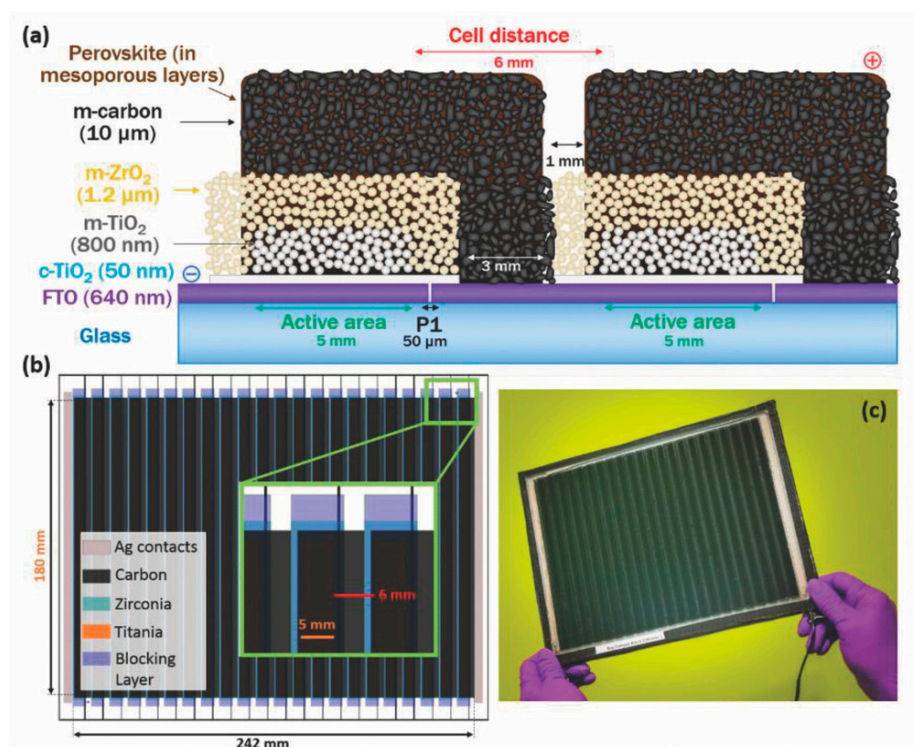 (a)
Cell distance
6 mm
Perovskite (in
mesoporous layers)
m-carbon
(10 µm)
1 mm
m-ZrO₂
(1.2 µm)
m-TiO₂
(800 nm)
c-TiO₂ (50 nm)
3 mm
FTO (640 nm)
Active area
5 mm
P1
50 µm
Active area
5 mm
Glass
(b)
(c)
180 mm
Ag contacts
Carbon
Zirconia
Titania
Blocking
Layer
6 mm
5 mm
242 mm